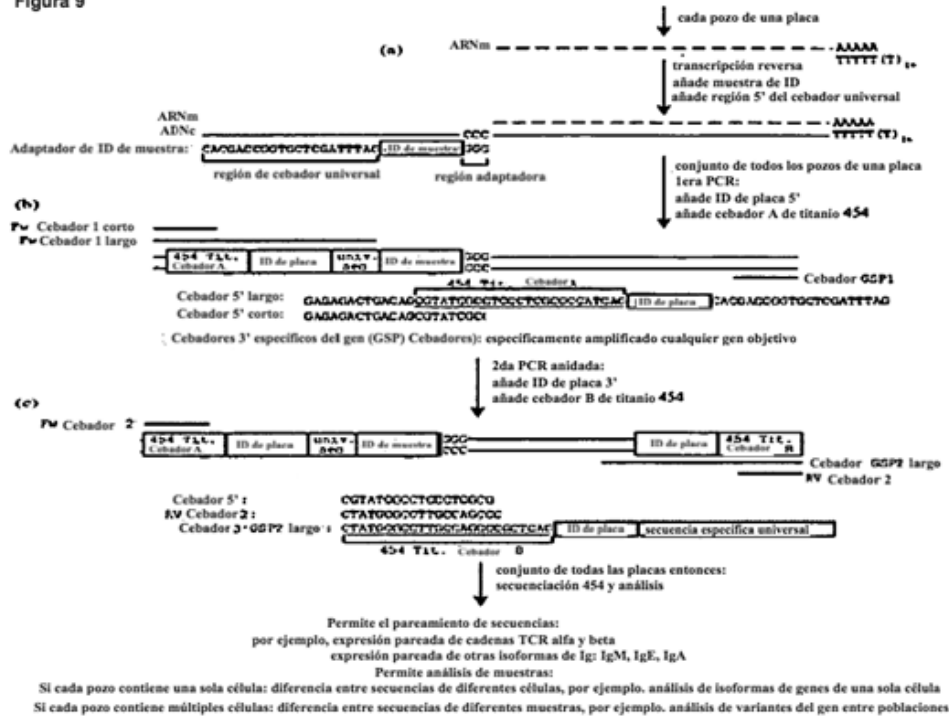 Figura 9
cada pozo de una placa
(a)
ARNm
AAAAA
TTTTT (T)
transcripción reversa
añade muestra de ID
añade región 5' del cebador universal
ARNm
ADNc
CCC
AAAAA
TTTTT (T)
Adaptador de ID de muestra:
ID de muestra
GGG
región de cebador universal
región adaptadora
conjunto de todos los pozos de una placa
1era PCR:
añade ID de placa 5'
añade cebador A de titanio 454
(b)
Fw Cebador 1 corto
Fw Cebador 1 largo
454 Tit.
Cebador A
ID de placa
univ.
seq
ID de muestra
GGG
CCC
Cebador GSP1
454 Tit. Cebador
Cebador 5' largo:
ID de placa
Cebador 5' corto:
Cebadores 3' específicos del gen (GSP) Cebadores): específicamente amplificado cualquier gen objetivo
2da PCR anidada:
añade ID de placa 3'
añade cebador B de titanio 454
(c)
FW Cebador 2
454 Tit.
Cebador A
ID de placa
univ.
seq
ID de muestra
GGG
CCC
ID de placa
454 Tit.
Cebador B
Cebador GSP2 largo
RV Cebador 2
Cebador 5':
RV Cebador 2:
Cebador 3' GSP2 largo:
ID de placa
secuencia específica universal
454 Tit. Cebador B
conjunto de todas las placas entonces:
secuenciación 454 y análisis
Permite el pareamiento de secuencias:
por ejemplo, expresión pareada de cadenas TCR alfa y beta
expresión pareada de otras isoformas de Ig: IgM, IgE, IgA
Permite análisis de muestras:
Si cada pozo contiene una sola célula: diferencia entre secuencias de diferentes células, por ejemplo. análisis de isoformas de genes de una sola célula
Si cada pozo contiene múltiples células: diferencia entre secuencias de diferentes muestras, por ejemplo. análisis de variantes del gen entre poblaciones